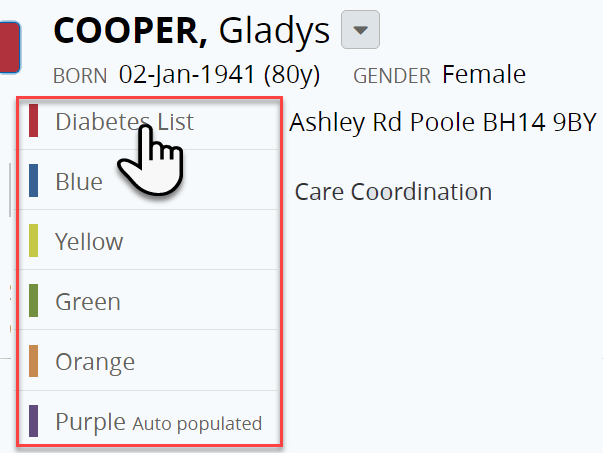 COOPER, Gladys
BORN 02-Jan-1941 (80y) GENDER Female
Diabetes List
Ashley Rd Poole BH14 9BY
Blue
Care Coordination
Yellow
Green
Orange
Purple Auto populated